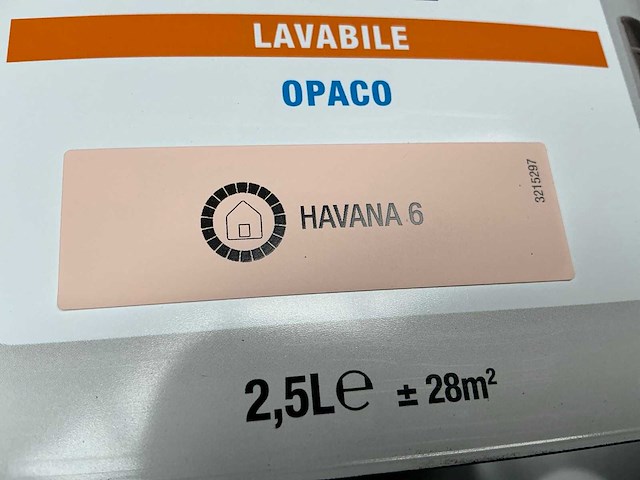 LAVABILE
OPACO
HAVANA 6
3215297
2,5L℮ ± 28m²